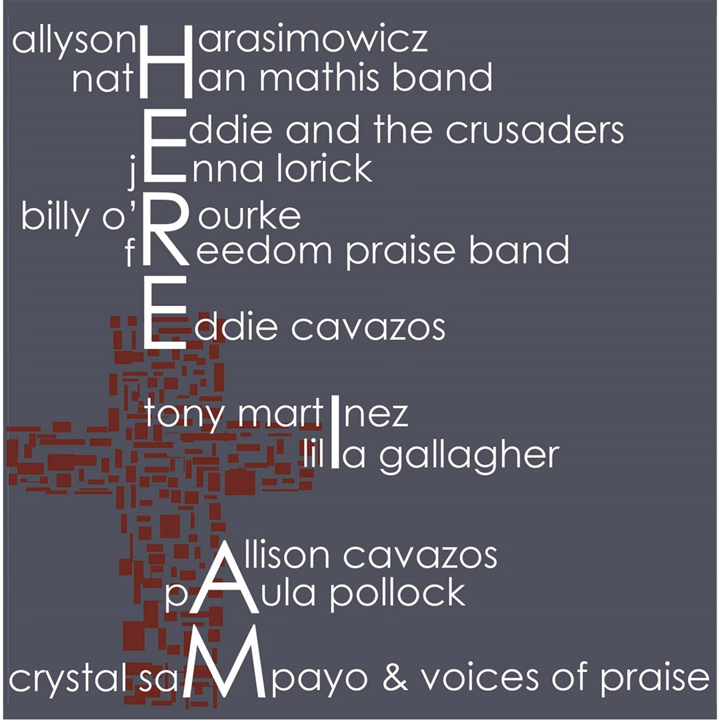 allyson Harasimowicz
natHan mathis band
Eddie and the crusaders
jEnna lorick
billy o'Rourke
fReedom praise band
Eddie cavazos
tony martInez
lilIa gallagher
Allison cavazos
pAula pollock
crystal saMpayo & voices of praise